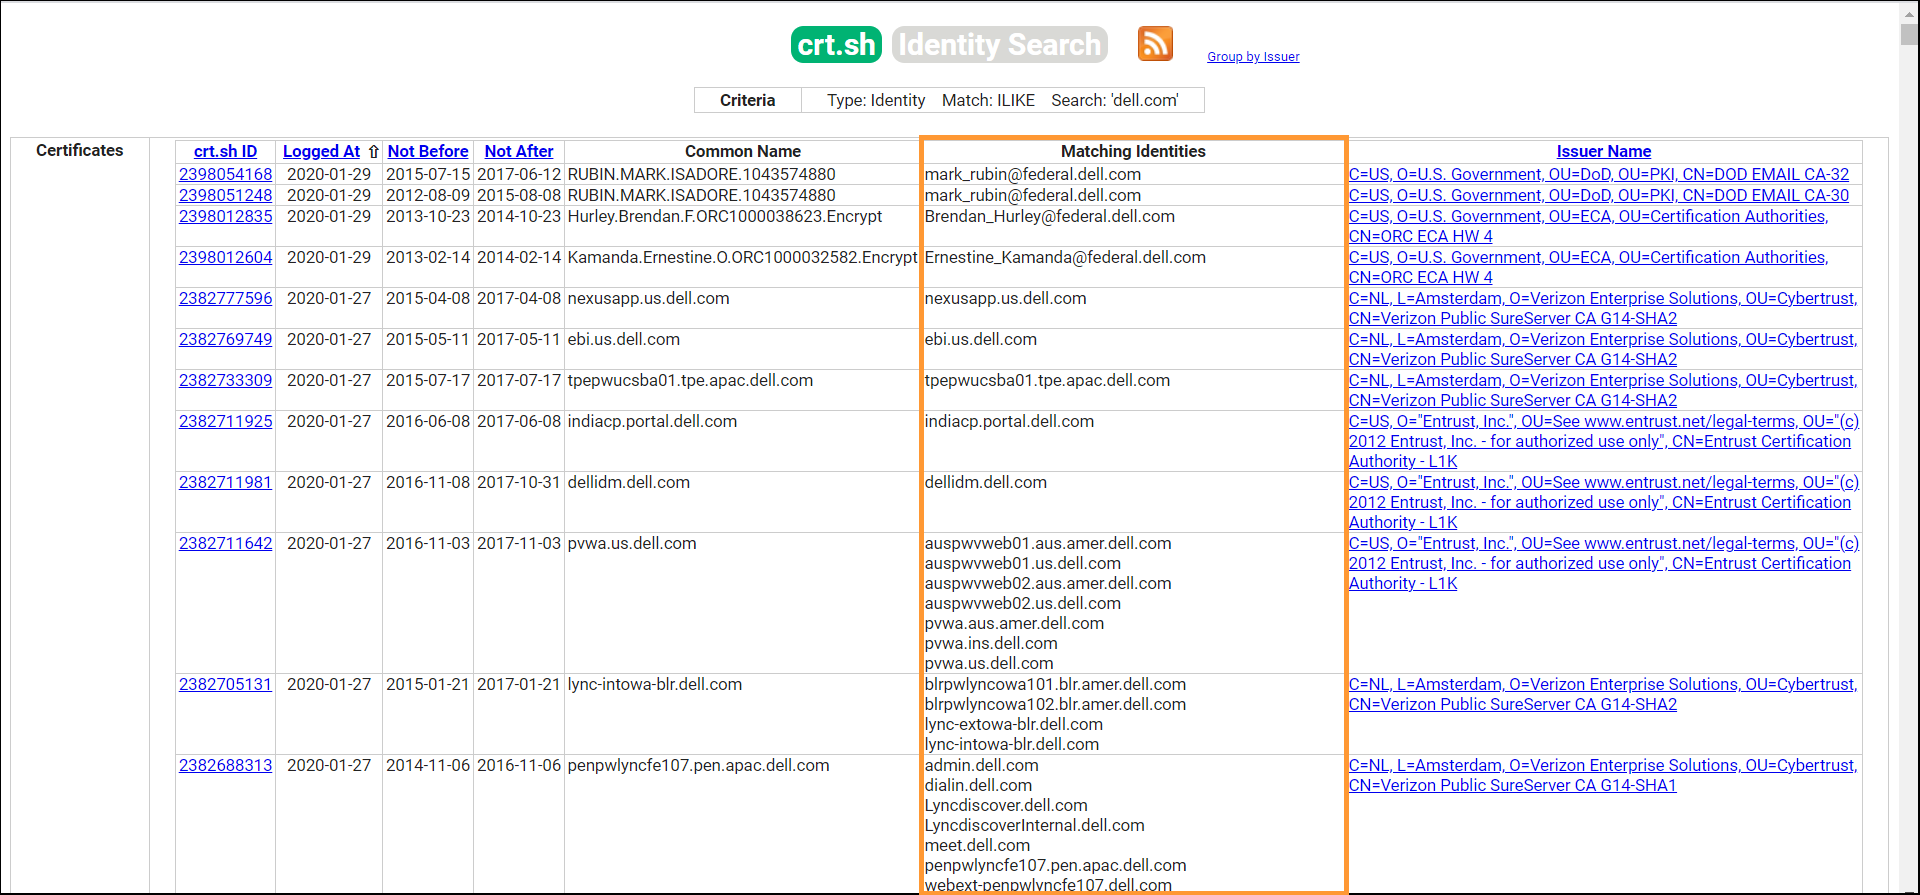 crt.sh Identity Search Group by Issuer
Criteria Type: Identity Match: ILIKE Search: 'dell.com'
Certificates crt.sh ID Logged At ⇧ Not Before Not After Common Name Matching Identities Issuer Name
2398054168 2020-01-29 2015-07-15 2017-06-12 RUBIN.MARK.ISADORE.1043574880 mark_rubin@federal.dell.com C=US, O=U.S. Government, OU=DoD, OU=PKI, CN=DOD EMAIL CA-32
2398051248 2020-01-29 2012-08-09 2015-08-08 RUBIN.MARK.ISADORE.1043574880 mark_rubin@federal.dell.com C=US, O=U.S. Government, OU=DoD, OU=PKI, CN=DOD EMAIL CA-30
2398012835 2020-01-29 2013-10-23 2014-10-23 Hurley.Brendan.F.ORC1000038623.Encrypt Brendan_Hurley@federal.dell.com C=US, O=U.S. Government, OU=ECA, OU=Certification Authorities,
CN=ORC ECA HW 4
2398012604 2020-01-29 2013-02-14 2014-02-14 Kamanda.Ernestine.O.ORC1000032582.Encrypt Ernestine_Kamanda@federal.dell.com C=US, O=U.S. Government, OU=ECA, OU=Certification Authorities,
CN=ORC ECA HW 4
2382777596 2020-01-27 2015-04-08 2017-04-08 nexusapp.us.dell.com nexusapp.us.dell.com C=NL, L=Amsterdam, O=Verizon Enterprise Solutions, OU=Cybertrust,
CN=Verizon Public SureServer CA G14-SHA2
2382769749 2020-01-27 2015-05-11 2017-05-11 ebi.us.dell.com ebi.us.dell.com C=NL, L=Amsterdam, O=Verizon Enterprise Solutions, OU=Cybertrust,
CN=Verizon Public SureServer CA G14-SHA2
2382733309 2020-01-27 2015-07-17 2017-07-17 tpepwucsba01.tpe.apac.dell.com tpepwucsba01.tpe.apac.dell.com C=NL, L=Amsterdam, O=Verizon Enterprise Solutions, OU=Cybertrust,
CN=Verizon Public SureServer CA G14-SHA2
2382711925 2020-01-27 2016-06-08 2017-06-08 indiacp.portal.dell.com indiacp.portal.dell.com C=US, O="Entrust, Inc.", OU=See www.entrust.net/legal-terms, OU="(c)
2012 Entrust, Inc. - for authorized use only", CN=Entrust Certification
Authority - L1K
2382711981 2020-01-27 2016-11-08 2017-10-31 dellidm.dell.com dellidm.dell.com C=US, O="Entrust, Inc.", OU=See www.entrust.net/legal-terms, OU="(c)
2012 Entrust, Inc. - for authorized use only", CN=Entrust Certification
Authority - L1K
2382711642 2020-01-27 2016-11-03 2017-11-03 pvwa.us.dell.com auspwvweb01.aus.amer.dell.com C=US, O="Entrust, Inc.", OU=See www.entrust.net/legal-terms, OU="(c)
auspwvweb01.us.dell.com 2012 Entrust, Inc. - for authorized use only", CN=Entrust Certification
auspwvweb02.aus.amer.dell.com Authority - L1K
auspwvweb02.us.dell.com
pvwa.aus.amer.dell.com
pvwa.ins.dell.com
pvwa.us.dell.com
2382705131 2020-01-27 2015-01-21 2017-01-21 lync-intowa-blr.dell.com blrpwlyncowa101.blr.amer.dell.com C=NL, L=Amsterdam, O=Verizon Enterprise Solutions, OU=Cybertrust,
blrpwlyncowa102.blr.amer.dell.com CN=Verizon Public SureServer CA G14-SHA2
lync-extowa-blr.dell.com
lync-intowa-blr.dell.com
2382688313 2020-01-27 2014-11-06 2016-11-06 penpwlyncfe107.pen.apac.dell.com admin.dell.com C=NL, L=Amsterdam, O=Verizon Enterprise Solutions, OU=Cybertrust,
dialin.dell.com CN=Verizon Public SureServer CA G14-SHA1
Lyncdiscover.dell.com
LyncdiscoverInternal.dell.com
meet.dell.com
penpwlyncfe107.pen.apac.dell.com
webext-penpwlyncfe107.dell.com